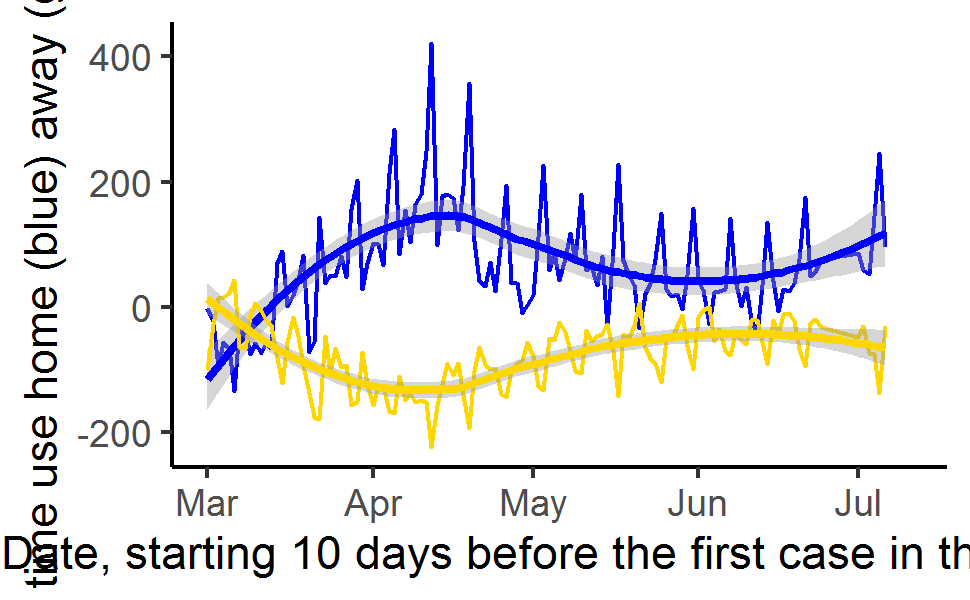 time use home (blue) away (
400
200
0
-200
Mar Apr May Jun Jul
Date, starting 10 days before the first case in th